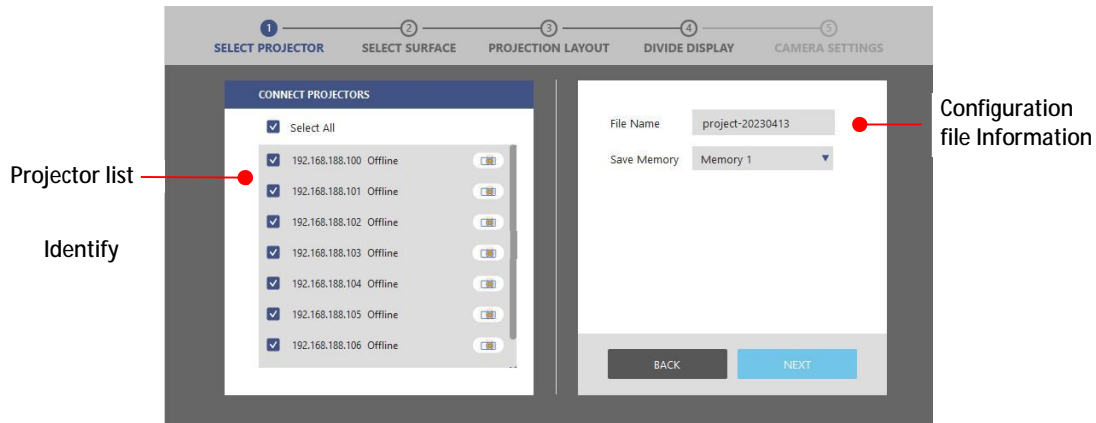 1 2 3 4 5
SELECT PROJECTOR SELECT SURFACE PROJECTION LAYOUT DIVIDE DISPLAY CAMERA SETTINGS
CONNECT PROJECTORS
Select All
192.168.188.100 Offline
192.168.188.101 Offline
192.168.188.102 Offline
192.168.188.103 Offline
192.168.188.104 Offline
192.168.188.105 Offline
192.168.188.106 Offline
File Name project-20230413
Save Memory Memory 1
BACK NEXT
Projector list
Identify
Configuration
file Information